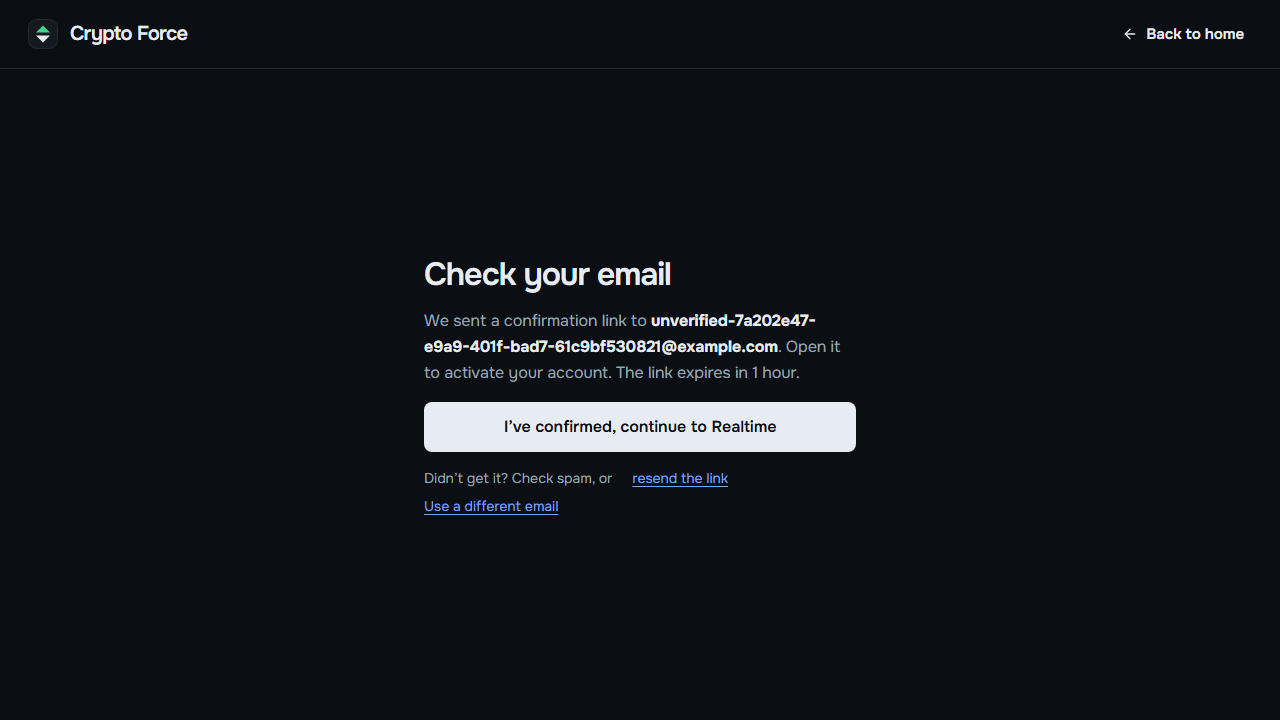 Crypto Force
Back to home
Check your email
We sent a confirmation link to unverified-7a202e47-
e9a9-401f-bad7-61c9bf530821@example.com. Open it
to activate your account. The link expires in 1 hour.
I’ve confirmed, continue to Realtime
Didn’t get it? Check spam, or resend the link
Use a different email